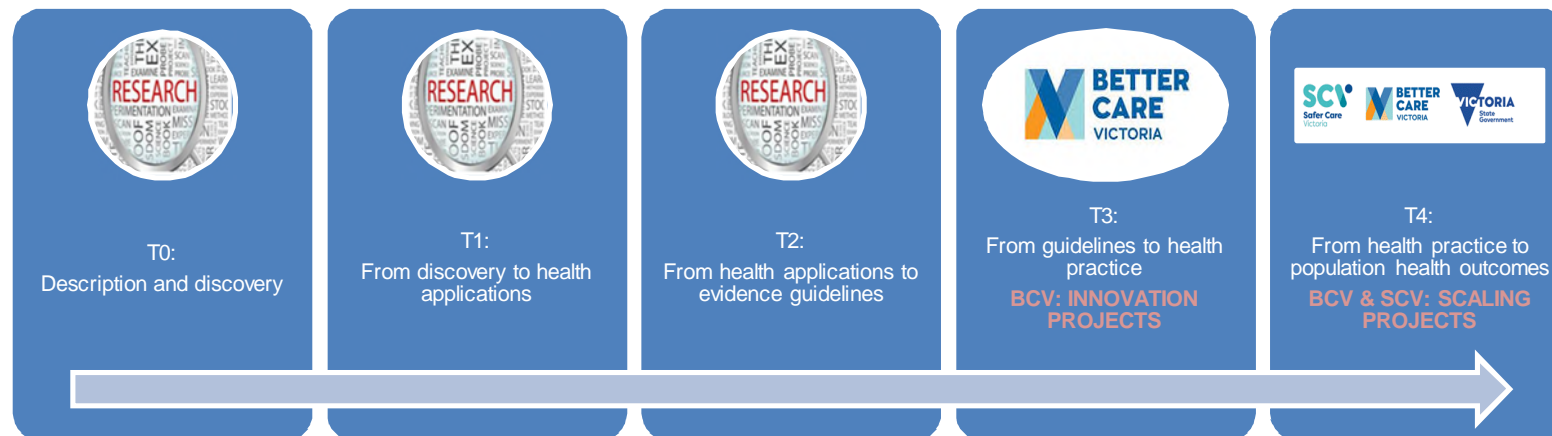 RESEARCH
T0:
Description and discovery
RESEARCH
T1:
From discovery to health
applications
RESEARCH
T2:
From health applications to
evidence guidelines
BETTER
CARE
VICTORIA
T3:
From guidelines to health
practice
BCV: INNOVATION
PROJECTS
SCV
Safer Care
Victoria
BETTER
CARE
VICTORIA
VICTORIA
State
Government
T4:
From health practice to
population health outcomes
BCV & SCV: SCALING
PROJECTS